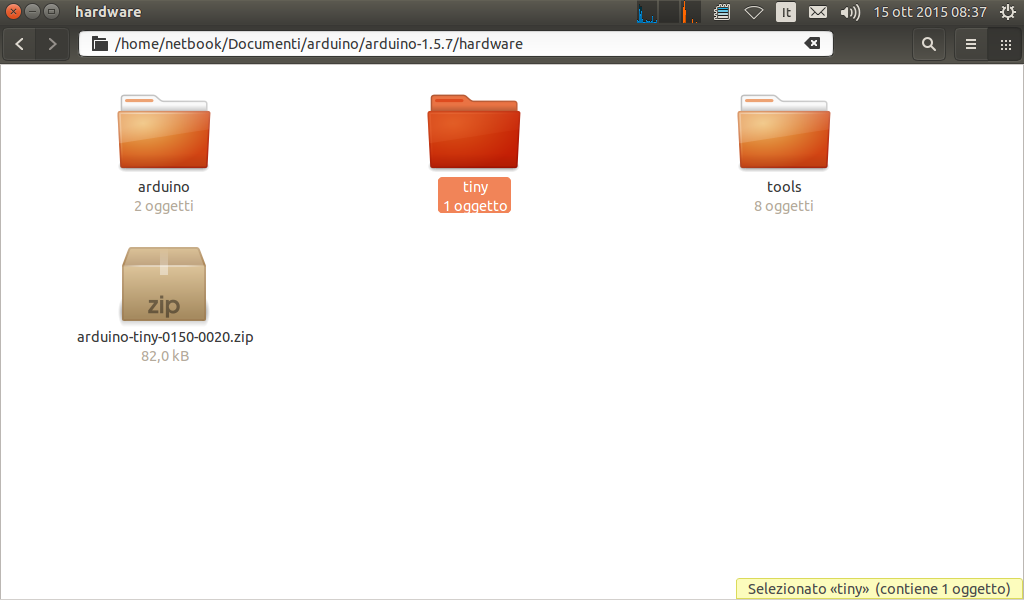 hardware
It
15 ott 2015 08:37
/home/netbook/Documenti/arduino/arduino-1.5.7/hardware
arduino
2 oggetti
tiny
1 oggetto
tools
8 oggetti
zip
arduino-tiny-0150-0020.zip
82,0 kB
Selezionato «tiny» (contiene 1 oggetto)